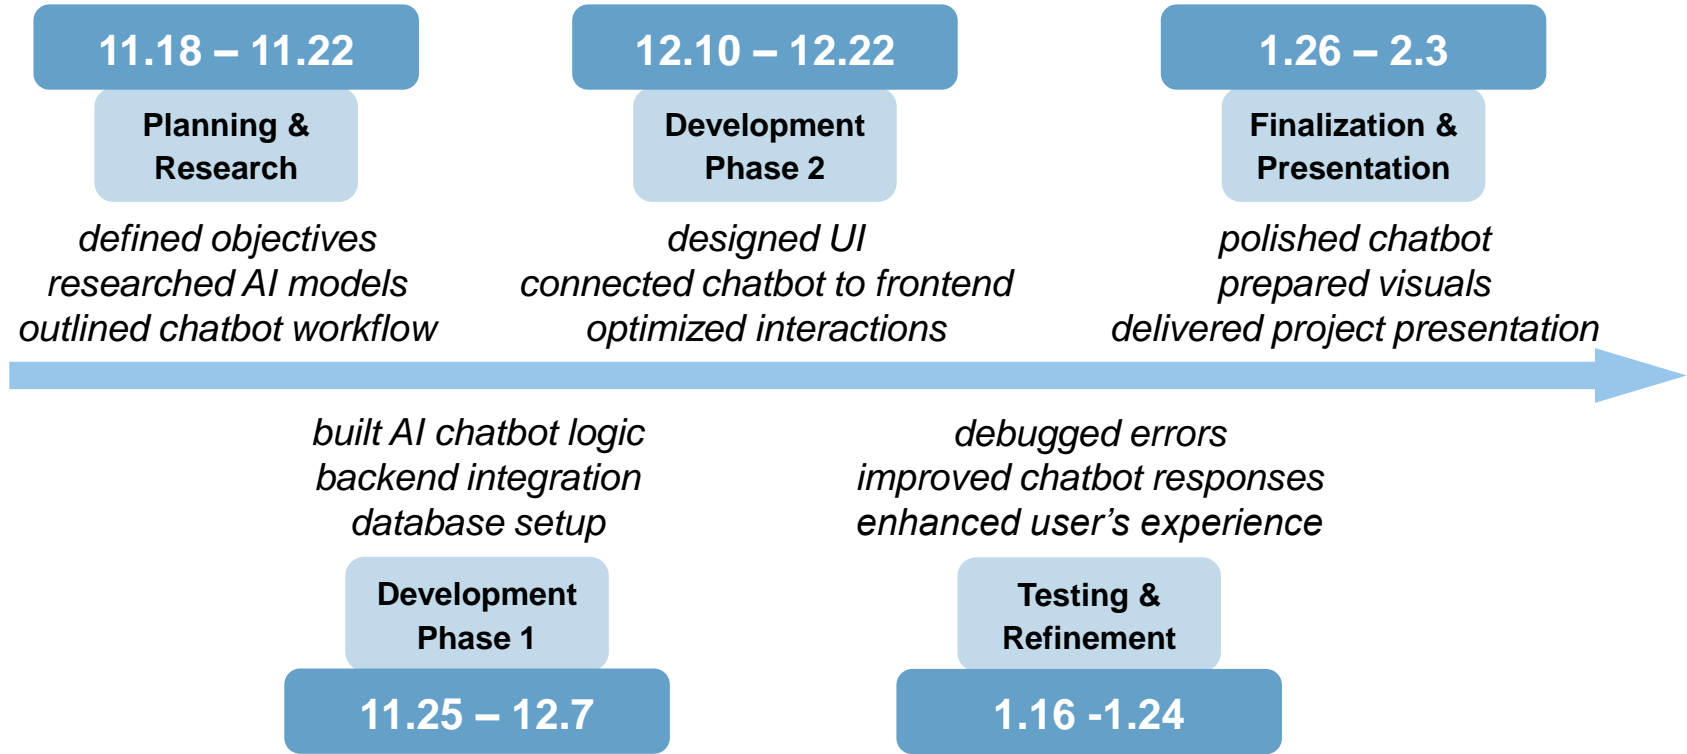 11.18 – 11.22
Planning &
Research
defined objectives
researched AI models
outlined chatbot workflow
12.10 – 12.22
Development
Phase 2
designed UI
connected chatbot to frontend
optimized interactions
1.26 – 2.3
Finalization &
Presentation
polished chatbot
prepared visuals
delivered project presentation
built AI chatbot logic
backend integration
database setup
Development
Phase 1
11.25 – 12.7
debugged errors
improved chatbot responses
enhanced user’s experience
Testing &
Refinement
1.16 -1.24